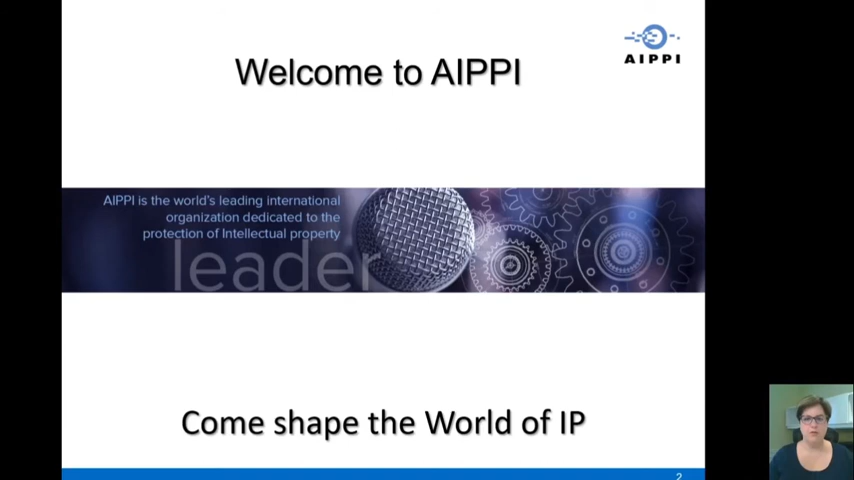 Welcome to AIPPI
AIPPI
AIPPI is the world's leading international
organization dedicated to the
protection of Intellectual property
leader
Come shape the World of IP
2